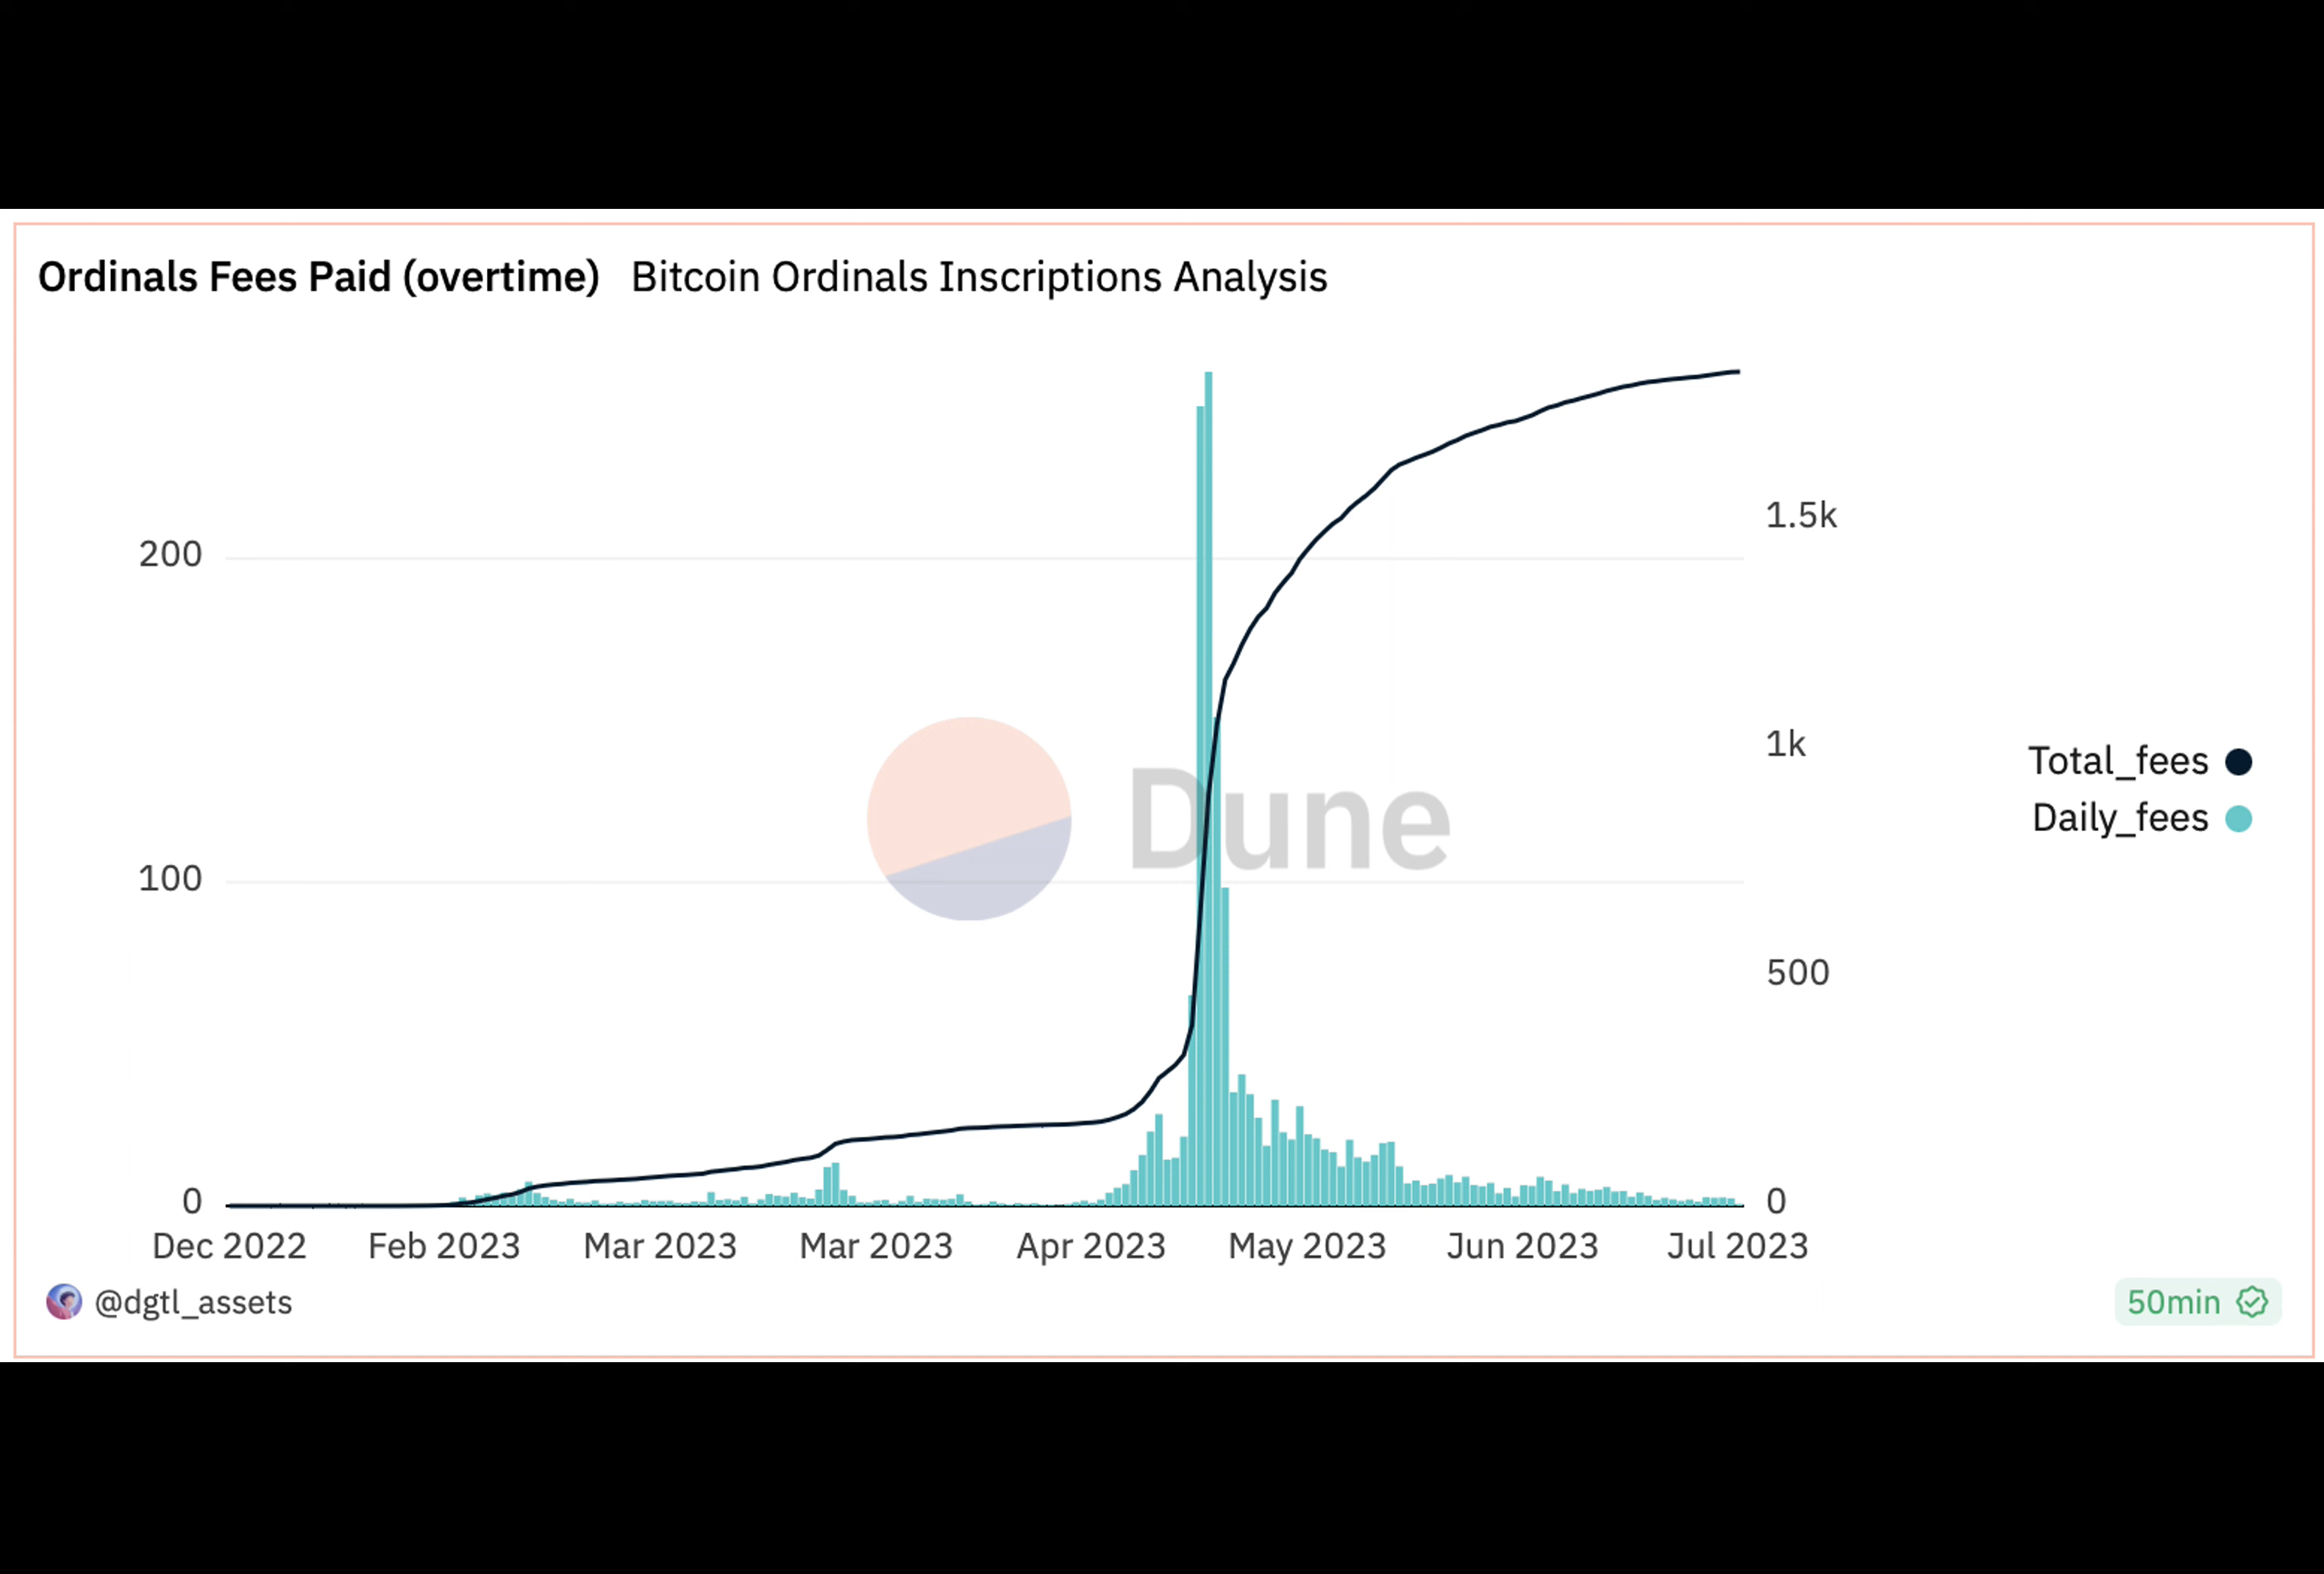 Ordinals Fees Paid (overtime) Bitcoin Ordinals Inscriptions Analysis
200
100
0
1.5k
1k
500
0
Dune
Total_fees
Daily_fees
Dec 2022 Feb 2023 Mar 2023 Mar 2023 Apr 2023 May 2023 Jun 2023 Jul 2023
@dgtl_assets
50min